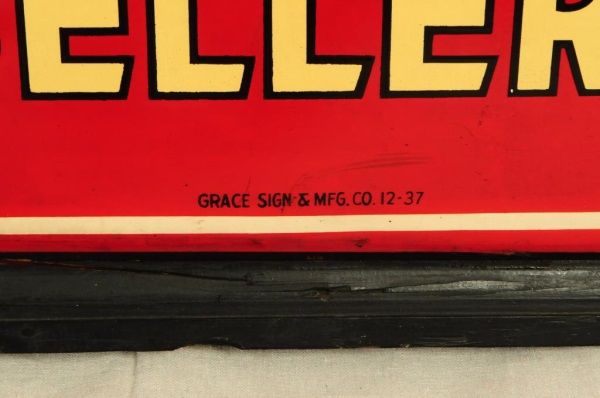 ELLER
GRACE SIGN & MFG. CO. 12-37